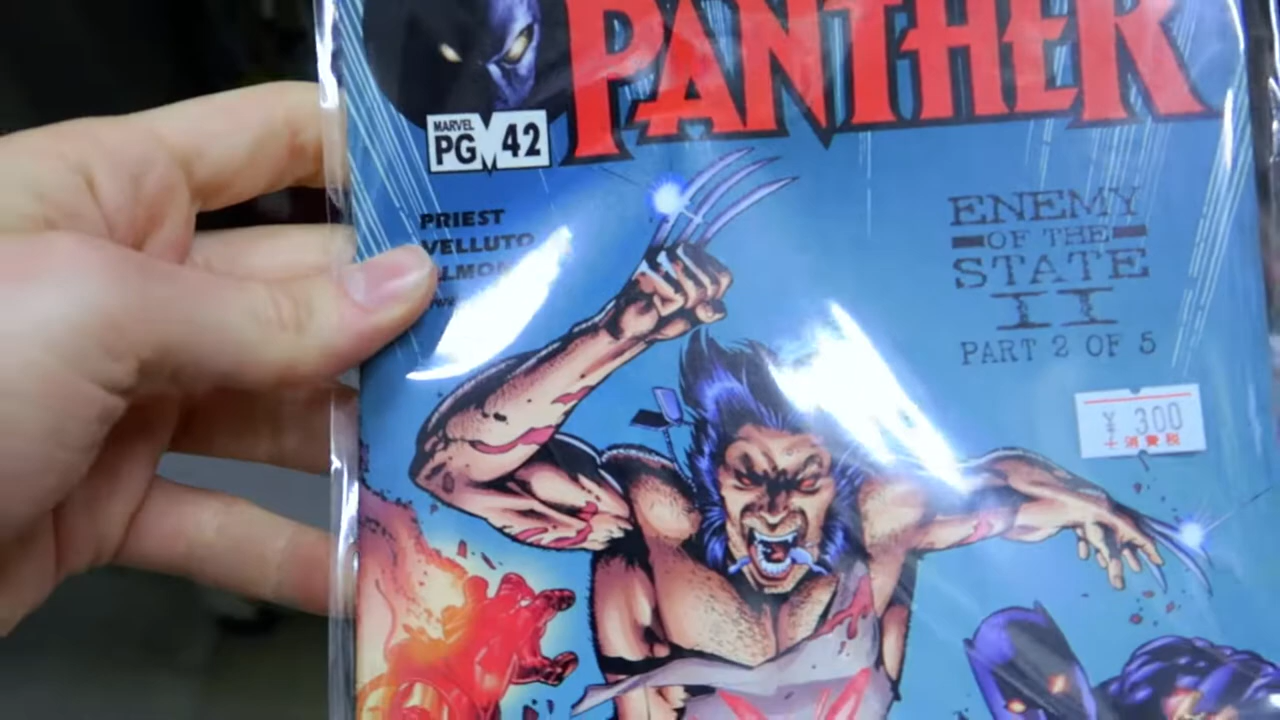 PANTHER
MARVEL
PG 42
PRIEST
VELLUTO
ENEMY
OF THE
STATE
II
PART 2 OF 5
¥ 300
+消費税